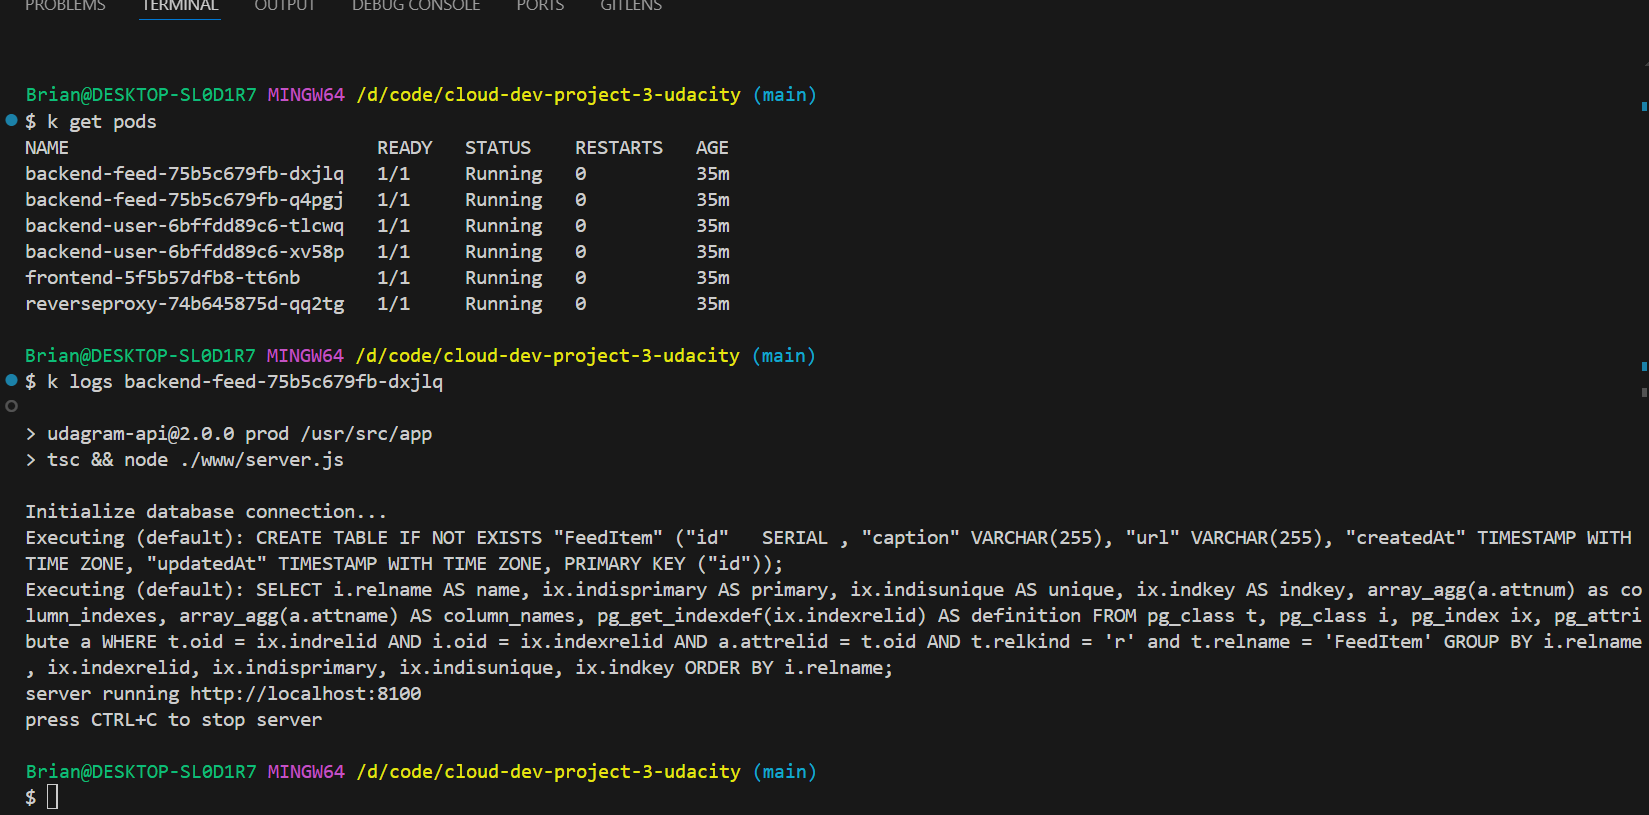 PROBLEMS TERMINAL OUTPUT DEBUG CONSOLE PORTS GITLENS
Brian@DESKTOP-SL0D1R7 MINGW64 /d/code/cloud-dev-project-3-udacity (main)
$ k get pods
NAME READY STATUS RESTARTS AGE
backend-feed-75b5c679fb-dxjlq 1/1 Running 0 35m
backend-feed-75b5c679fb-q4pgj 1/1 Running 0 35m
backend-user-6bffdd89c6-tlcwq 1/1 Running 0 35m
backend-user-6bffdd89c6-xv58p 1/1 Running 0 35m
frontend-5f5b57dfb8-tt6nb 1/1 Running 0 35m
reverseproxy-74b645875d-qq2tg 1/1 Running 0 35m
Brian@DESKTOP-SL0D1R7 MINGW64 /d/code/cloud-dev-project-3-udacity (main)
$ k logs backend-feed-75b5c679fb-dxjlq
> udagram-api@2.0.0 prod /usr/src/app
> tsc && node ./www/server.js
Initialize database connection...
Executing (default): CREATE TABLE IF NOT EXISTS "FeedItem" ("id"   SERIAL , "caption" VARCHAR(255), "url" VARCHAR(255), "createdAt" TIMESTAMP WITH
TIME ZONE, "updatedAt" TIMESTAMP WITH TIME ZONE, PRIMARY KEY ("id"));
Executing (default): SELECT i.relname AS name, ix.indisprimary AS primary, ix.indisunique AS unique, ix.indkey AS indkey, array_agg(a.attnum) as co
lumn_indexes, array_agg(a.attname) AS column_names, pg_get_indexdef(ix.indexrelid) AS definition FROM pg_class t, pg_class i, pg_index ix, pg_attri
bute a WHERE t.oid = ix.indrelid AND i.oid = ix.indexrelid AND a.attrelid = t.oid AND t.relkind = 'r' and t.relname = 'FeedItem' GROUP BY i.relname
, ix.indexrelid, ix.indisprimary, ix.indisunique, ix.indkey ORDER BY i.relname;
server running http://localhost:8100
press CTRL+C to stop server
Brian@DESKTOP-SL0D1R7 MINGW64 /d/code/cloud-dev-project-3-udacity (main)
$